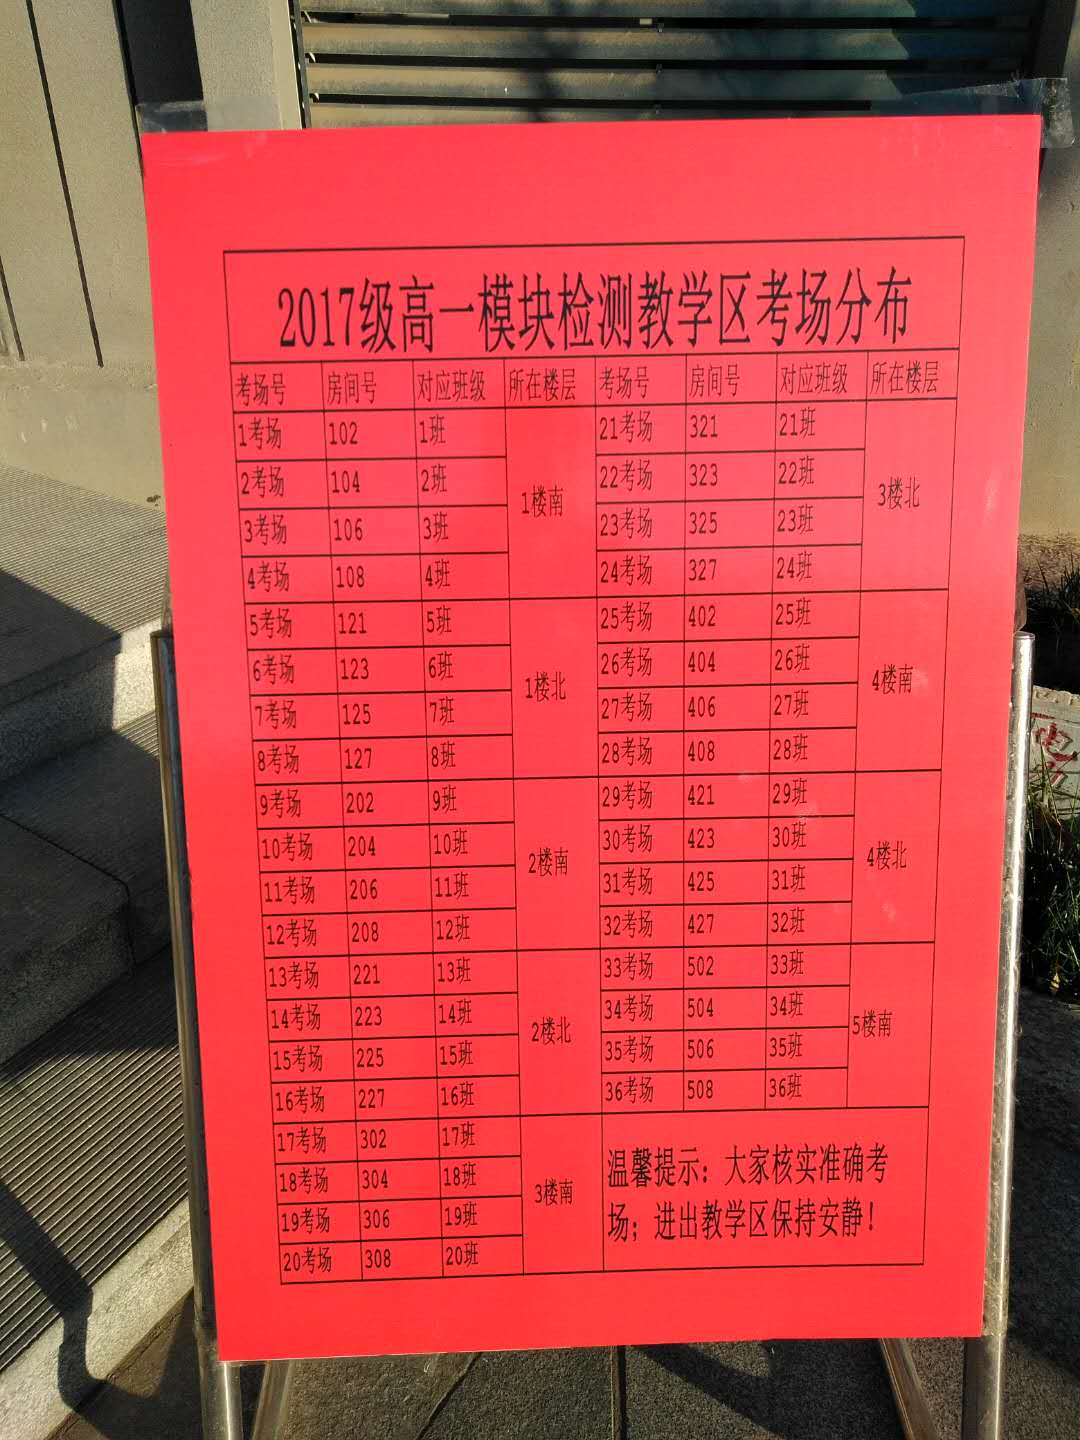 2017级高一模块检测教学区考场分布
考场号 房间号 对应班级 所在楼层 考场号 房间号 对应班级 所在楼层
1考场 102 1班 1楼南 21考场 321 21班 3楼北
2考场 104 2班 22考场 323 22班
3考场 106 3班 23考场 325 23班
4考场 108 4班 24考场 327 24班
5考场 121 5班 1楼北 25考场 402 25班 4楼南
6考场 123 6班 26考场 404 26班
7考场 125 7班 27考场 406 27班
8考场 127 8班 28考场 408 28班
9考场 202 9班 2楼南 29考场 421 29班 4楼北
10考场 204 10班 30考场 423 30班
11考场 206 11班 31考场 425 31班
12考场 208 12班 32考场 427 32班
13考场 221 13班 2楼北 33考场 502 33班 5楼南
14考场 223 14班 34考场 504 34班
15考场 225 15班 35考场 506 35班
16考场 227 16班 36考场 508 36班
17考场 302 17班 3楼南
18考场 304 18班
19考场 306 19班
20考场 308 20班
温馨提示：大家核实准确考
场；进出教学区保持安静！
电